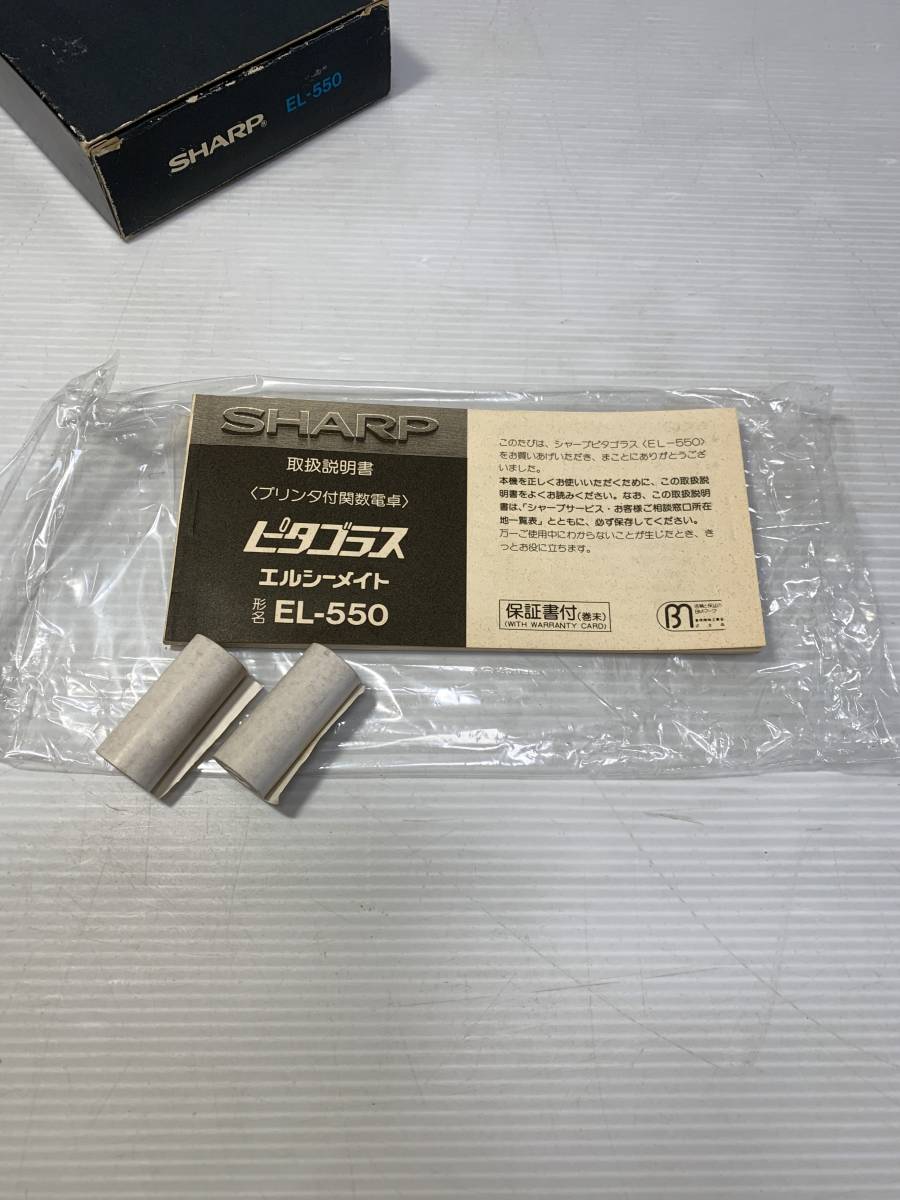 SHARP® EL-550
SHARP
取扱説明書
〈プリンタ付関数電卓〉
ピタゴラス
エルシーメイト
形名 EL-550
このたびは、シャープピタゴラス〈EL-550〉
をお買いあげいただき、まことにありがとうござ
いました。
本機を正しくお使いいただくために、この取扱説
明書をよくお読みください。なお、この取扱説明
書は、「シャープサービス・お客様ご相談窓口所在
地一覧表」とともに、必ず保存してください。
万一ご使用中にわからないことが生じたとき、き
っとお役に立ちます。
保証書付(巻末)
(WITH WARRANTY CARD)